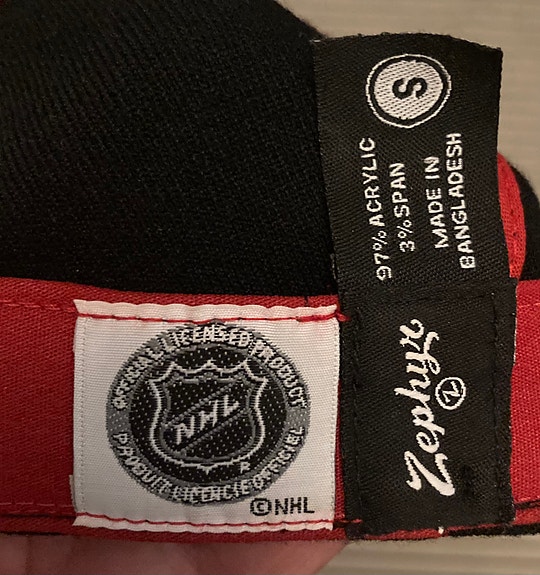 S
97% ACRYLIC
3% SPAN
MADE IN
BANGLADESH
Zephyr
Z
OFFICIAL LICENSED PRODUCT
NHL
PRODUIT LICENCIE OFFICIEL
R
©NHL